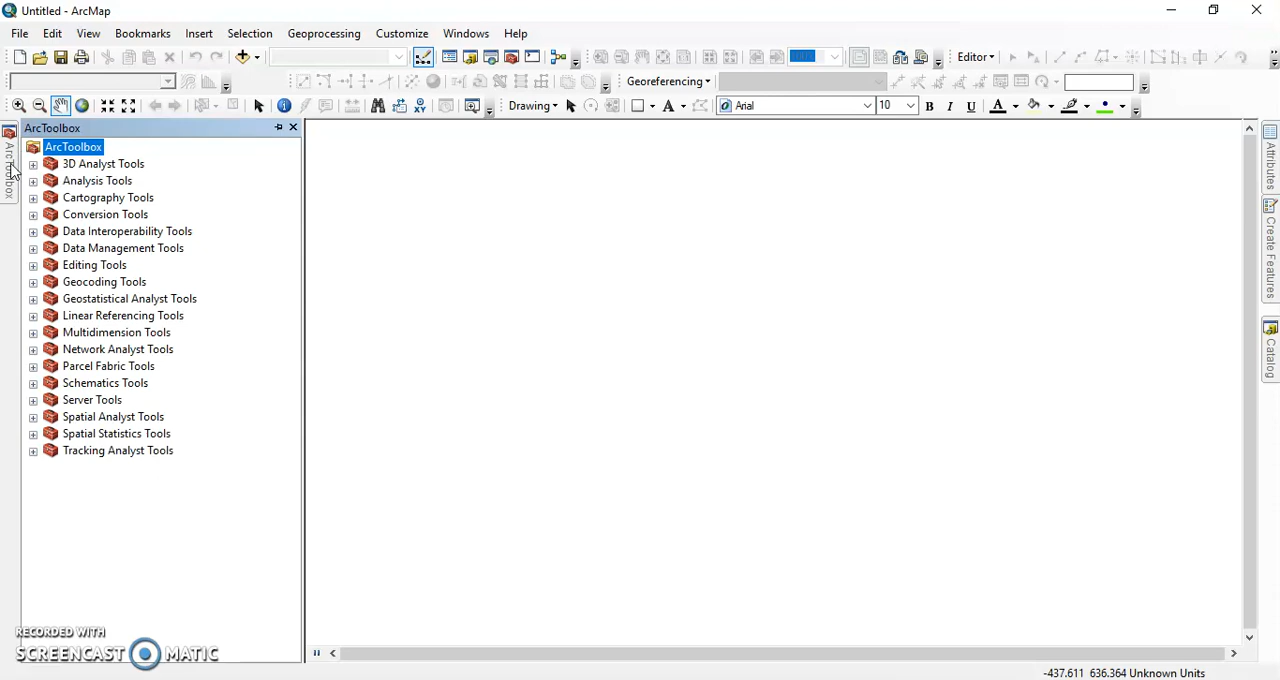 Untitled - ArcMap
File Edit View Bookmarks Insert Selection Geoprocessing Customize Windows Help
Editor
Georeferencing
Drawing Arial 10 B I U A
ArcToolbox
ArcToolbox
ArcToolbox
3D Analyst Tools
Analysis Tools
Cartography Tools
Conversion Tools
Data Interoperability Tools
Data Management Tools
Editing Tools
Geocoding Tools
Geostatistical Analyst Tools
Linear Referencing Tools
Multidimension Tools
Network Analyst Tools
Parcel Fabric Tools
Schematics Tools
Server Tools
Spatial Analyst Tools
Spatial Statistics Tools
Tracking Analyst Tools
Attributes
Create Features
Catalog
RECORDED WITH
SCREENCAST MATIC
-437.611 636.364 Unknown Units